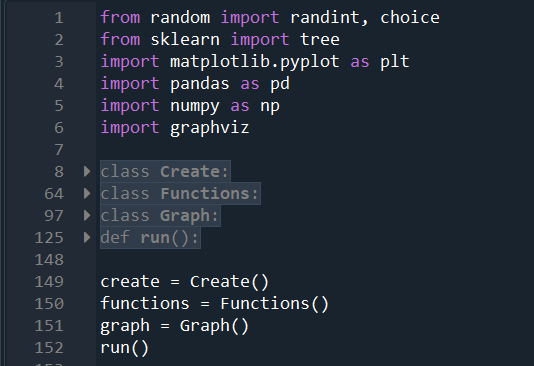 1 from random import randint, choice
2 from sklearn import tree
3 import matplotlib.pyplot as plt
4 import pandas as pd
5 import numpy as np
6 import graphviz
7
8 class Create:
64 class Functions:
97 class Graph:
125 def run():
148
149 create = Create()
150 functions = Functions()
151 graph = Graph()
152 run()